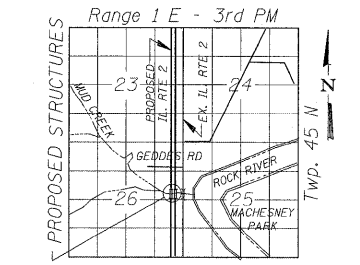 Range 1 E - 3rd PM
PROPOSED STRUCTURES
23
PROPOSED
IL. RTE 2
EX. IL. RTE 2
24
N
MUD CREEK
GEDDES RD
ROCK RIVER
Twp. 45 N
26
25
MACHESNEY
PARK